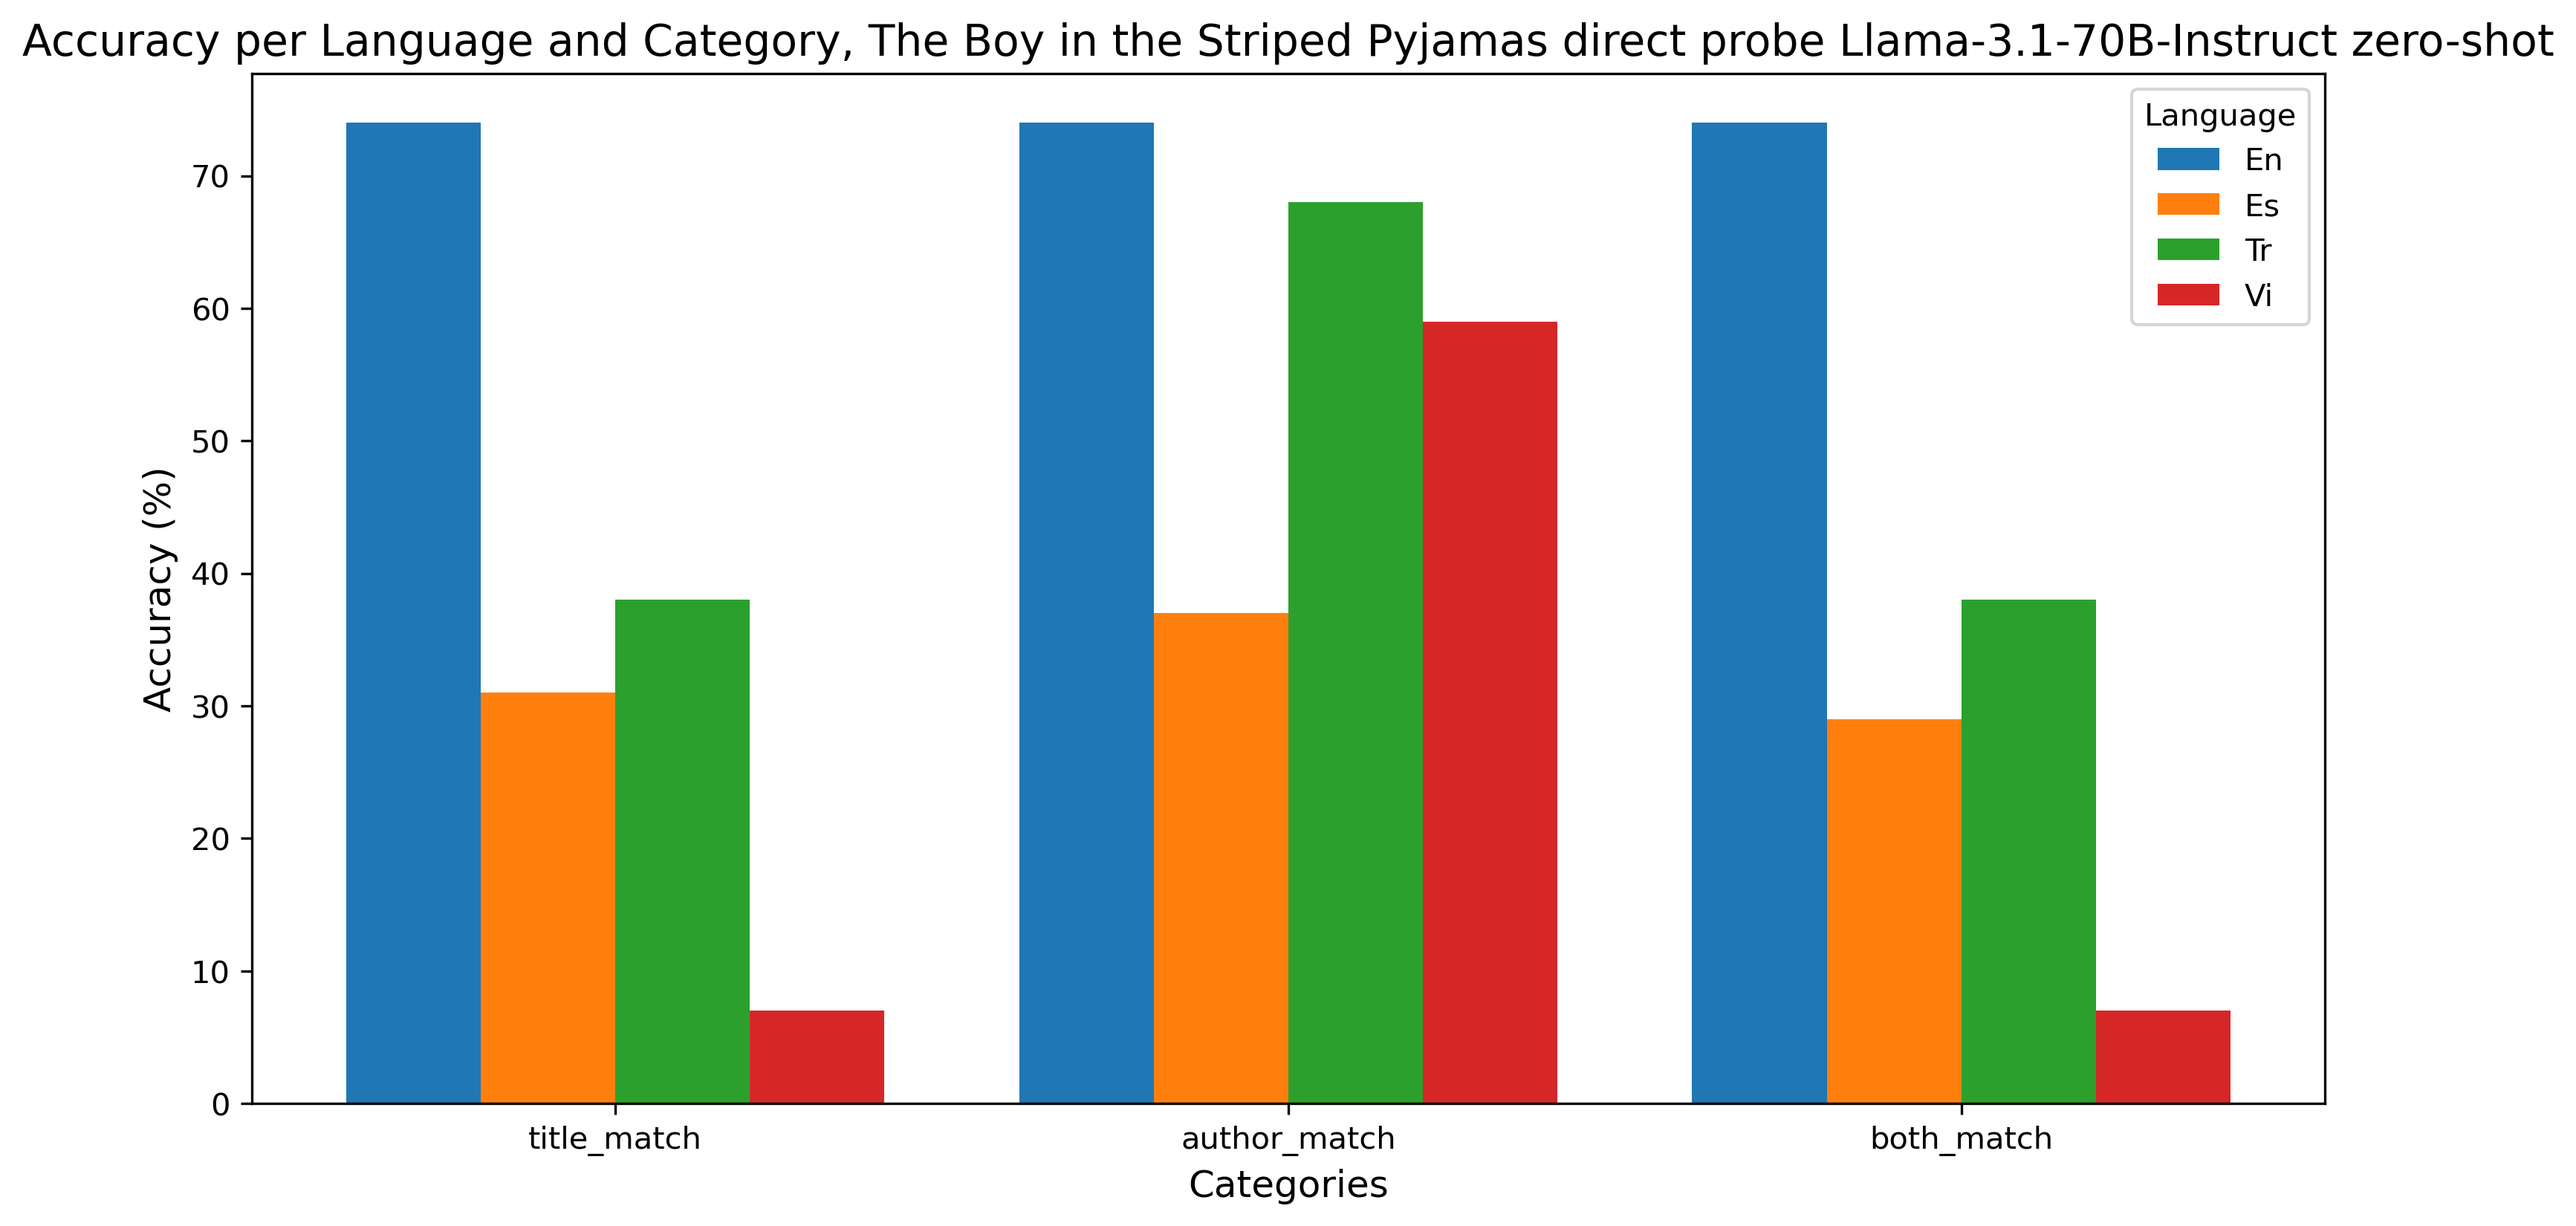 Accuracy per Language and Category, The Boy in the Striped Pyjamas direct probe Llama-3.1-70B-Instruct zero-shot
Language
En
Es
Tr
Vi
Accuracy (%)
70
60
50
40
30
20
10
0
title_match
author_match
both_match
Categories